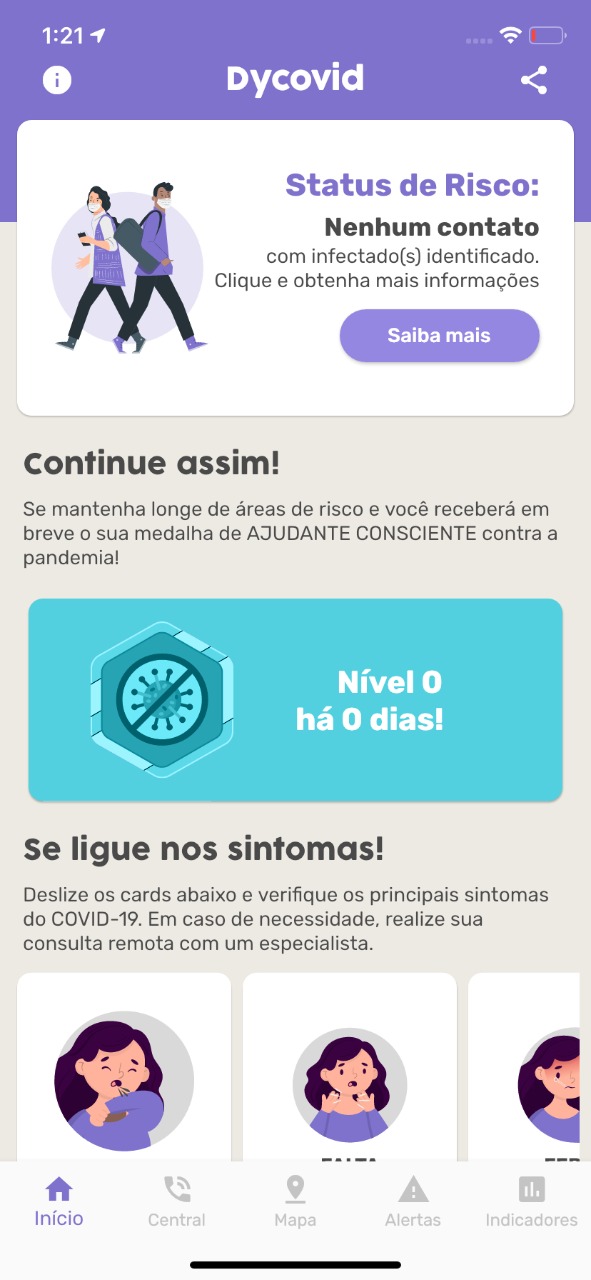 1:21
Dycovid
Status de Risco:
Nenhum contato
com infectado(s) identificado.
Clique e obtenha mais informações
Saiba mais
Continue assim!
Se mantenha longe de áreas de risco e você receberá em
breve o sua medalha de AJUDANTE CONSCIENTE contra a
pandemia!
Nível 0
há 0 dias!
Se ligue nos sintomas!
Deslize os cards abaixo e verifique os principais sintomas
do COVID-19. Em caso de necessidade, realize sua
consulta remota com um especialista.
FALTA
Início
Central
Mapa
Alertas
Indicadores